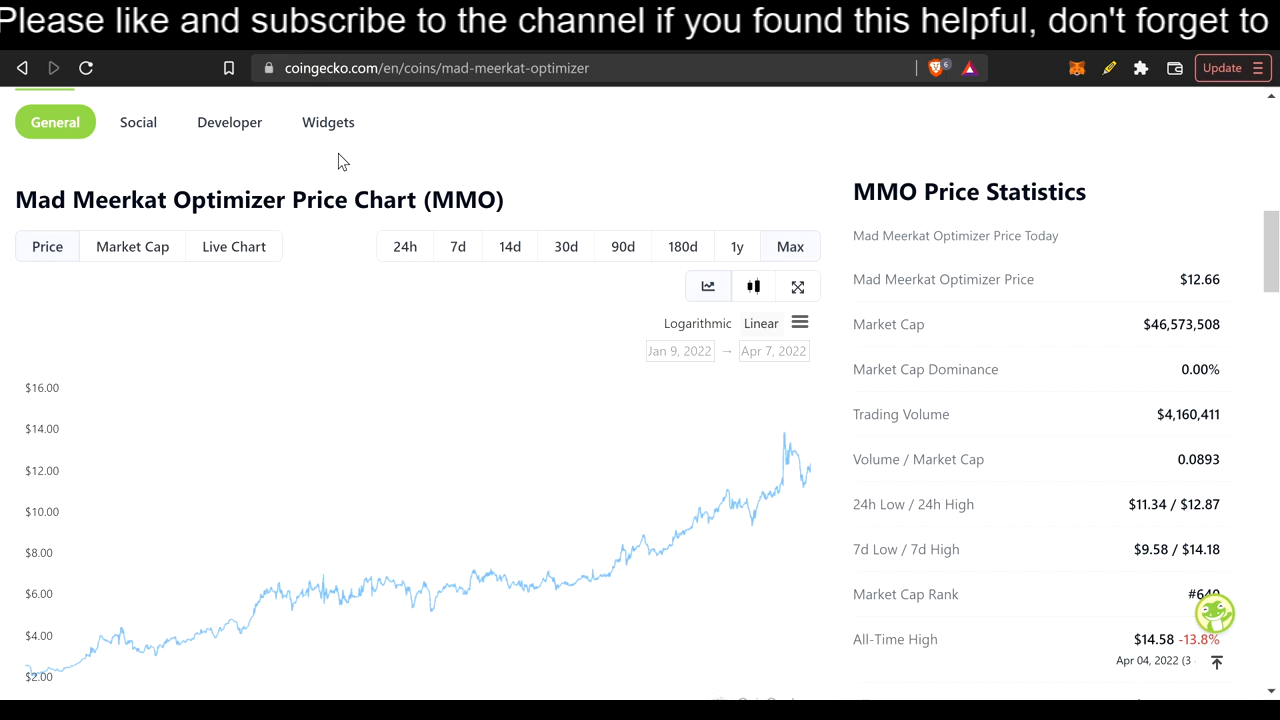 Please like and subscribe to the channel if you found this helpful, don't forget to
coingecko.com/en/coins/mad-meerkat-optimizer
6
Update
General Social Developer Widgets
Mad Meerkat Optimizer Price Chart (MMO)
Price Market Cap Live Chart 24h 7d 14d 30d 90d 180d 1y Max
Logarithmic Linear
Jan 9, 2022 → Apr 7, 2022
$16.00
$14.00
$12.00
$10.00
$8.00
$6.00
$4.00
$2.00
MMO Price Statistics
Mad Meerkat Optimizer Price Today
Mad Meerkat Optimizer Price $12.66
Market Cap $46,573,508
Market Cap Dominance 0.00%
Trading Volume $4,160,411
Volume / Market Cap 0.0893
24h Low / 24h High $11.34 / $12.87
7d Low / 7d High $9.58 / $14.18
Market Cap Rank
All-Time High $14.58 -13.8%
Apr 04, 2022 (3